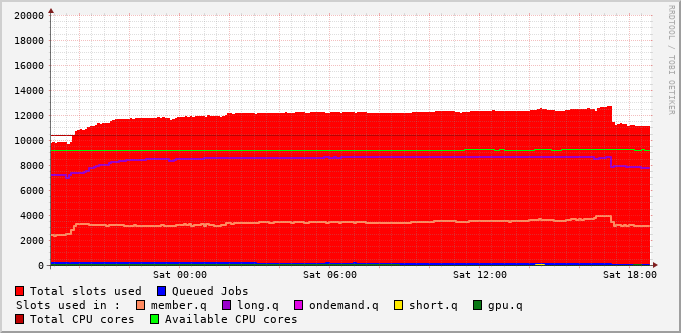 RRDTOOL / TOBI OETIKER
20000
18000
16000
14000
12000
10000
8000
6000
4000
2000
0
Sat 00:00 Sat 06:00 Sat 12:00 Sat 18:00
Total slots used Queued Jobs
Slots used in : member.q long.q ondemand.q short.q gpu.q
Total CPU cores Available CPU cores